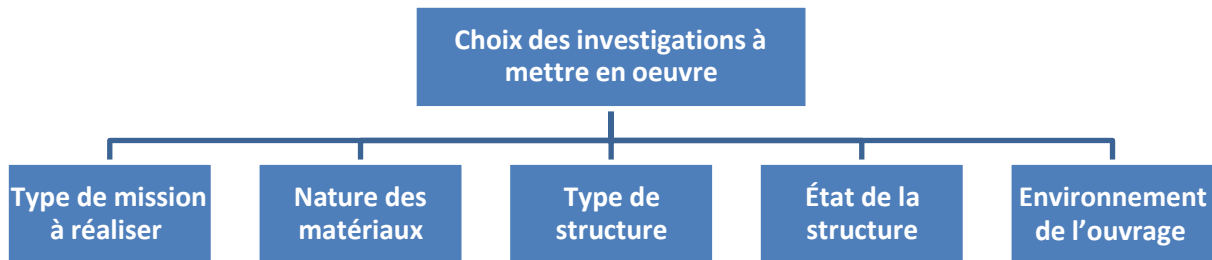 Choix des investigations à
mettre en oeuvre
Type de mission
à réaliser
Nature des
matériaux
Type de
structure
État de la
structure
Environnement
de l’ouvrage